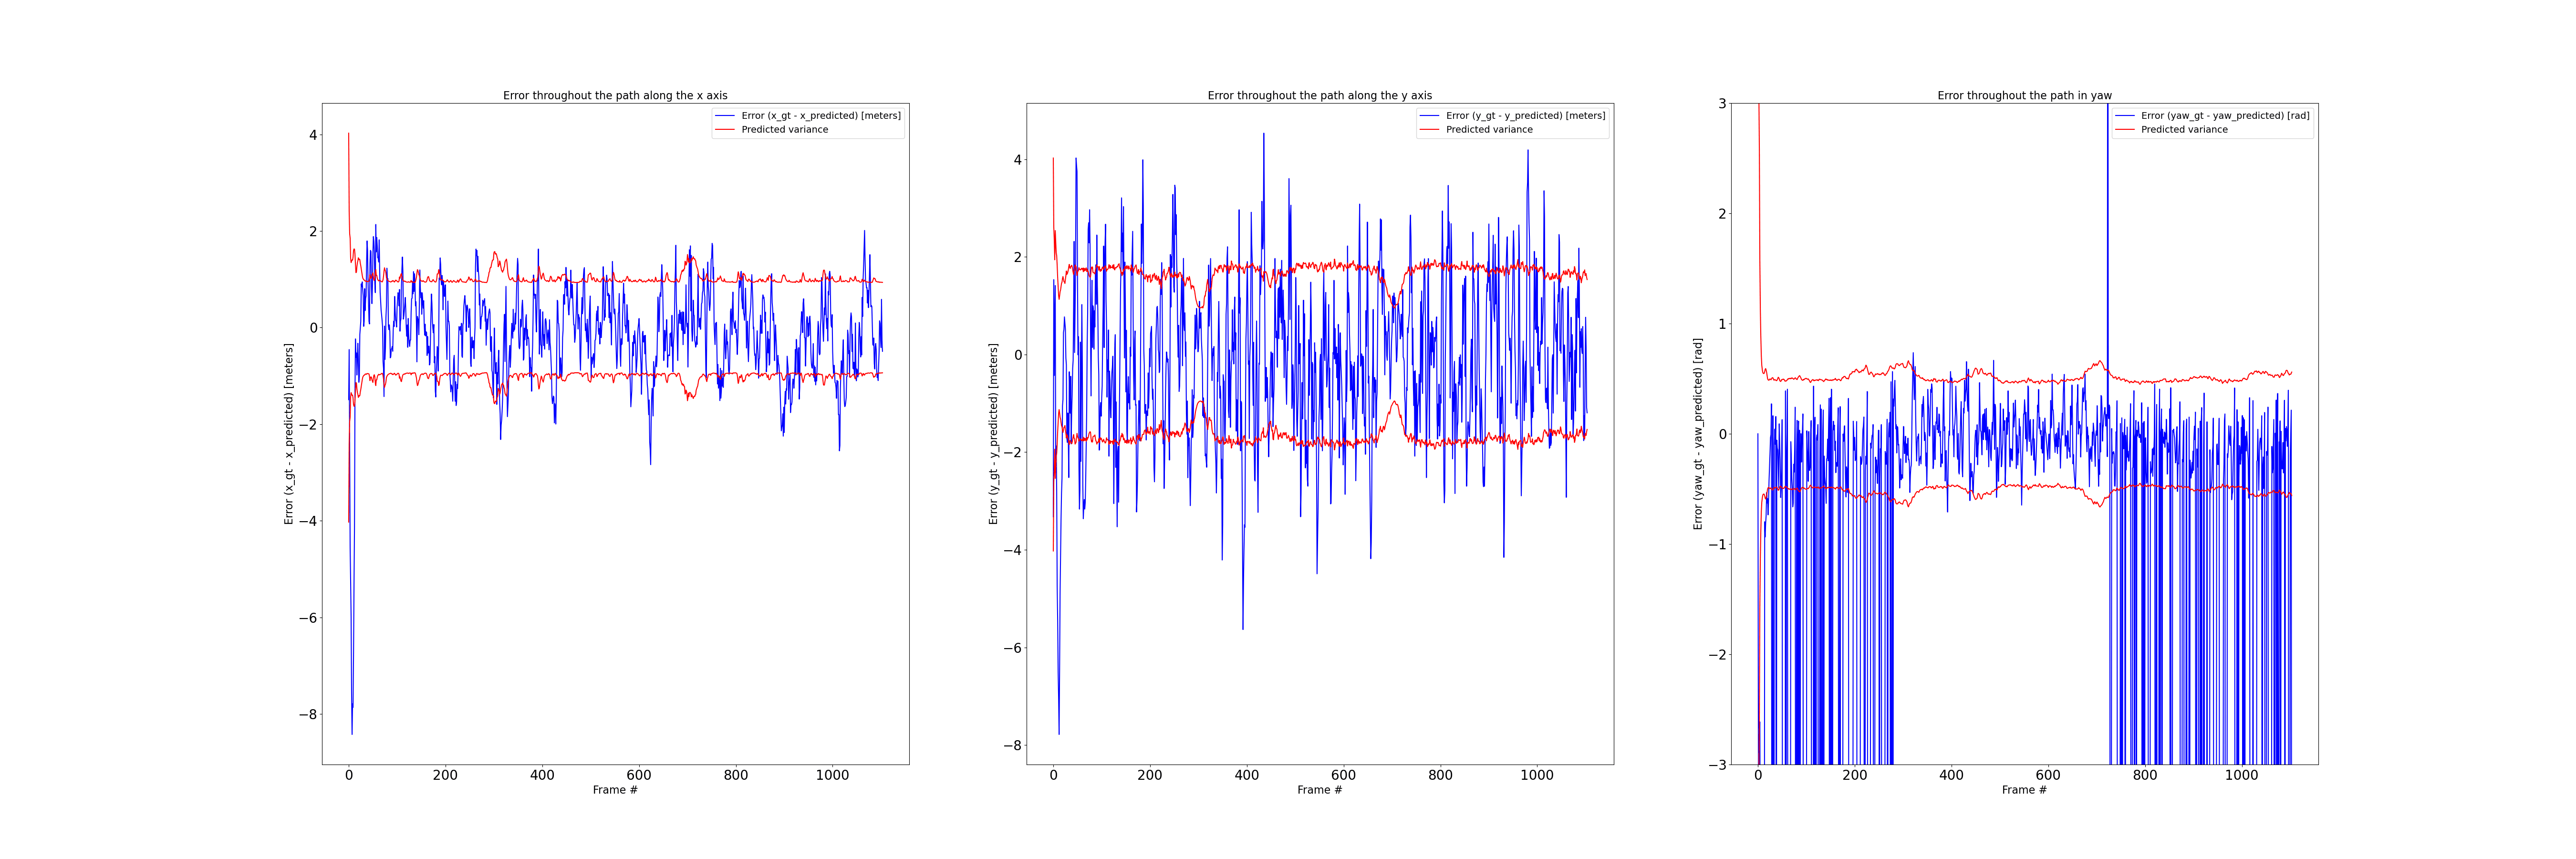 Error throughout the path along the x axis
Error (x_gt - x_predicted) [meters]
Predicted variance
4
2
0
−2
−4
−6
−8
Error (x_gt - x_predicted) [meters]
0 200 400 600 800 1000
Frame #
Error throughout the path along the y axis
Error (y_gt - y_predicted) [meters]
Predicted variance
4
2
0
−2
−4
−6
−8
Error (y_gt - y_predicted) [meters]
0 200 400 600 800 1000
Frame #
Error throughout the path in yaw
Error (yaw_gt - yaw_predicted) [rad]
Predicted variance
3
2
1
0
−1
−2
−3
Error (yaw_gt - yaw_predicted) [rad]
0 200 400 600 800 1000
Frame #